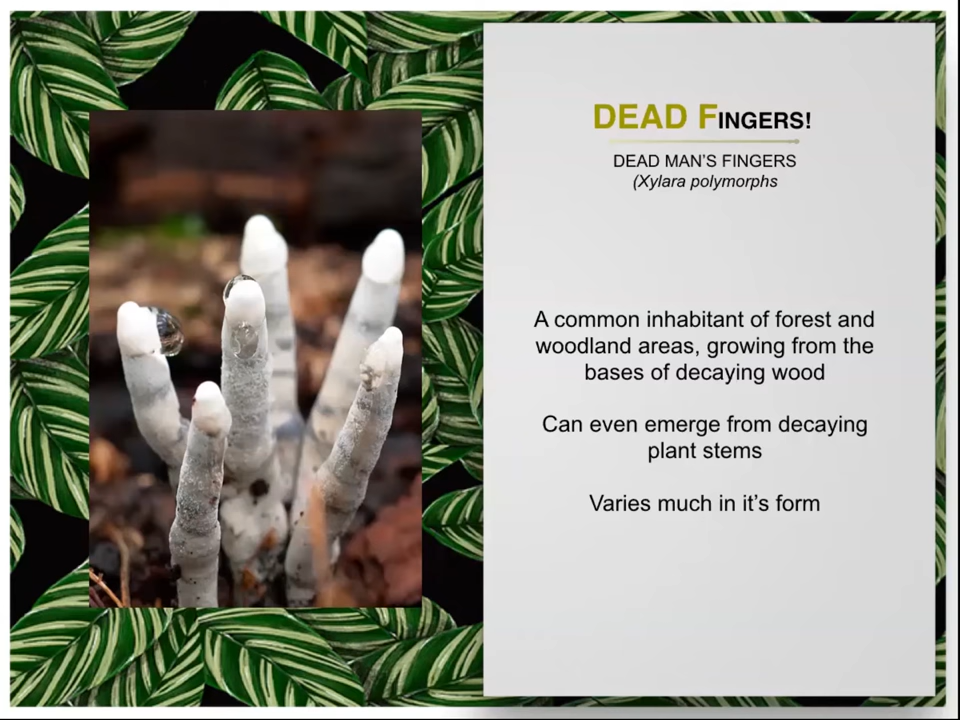 DEAD FINGERS!
DEAD MAN'S FINGERS
(Xylara polymorphs
A common inhabitant of forest and
woodland areas, growing from the
bases of decaying wood
Can even emerge from decaying
plant stems
Varies much in it's form